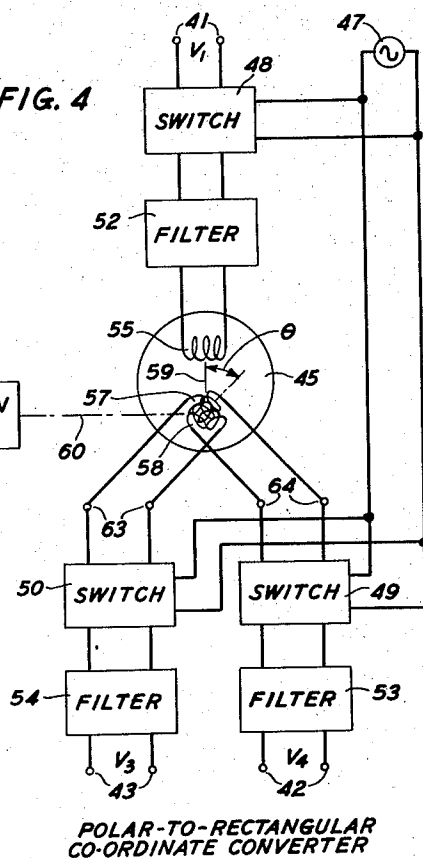 41
47
V1
48
FIG. 4
SWITCH
52
FILTER
55
θ
59
45
57
N
60
58
63
64
50
SWITCH
SWITCH
49
54
FILTER
FILTER
53
V3
V4
43
42
POLAR-TO-RECTANGULAR
CO-ORDINATE CONVERTER